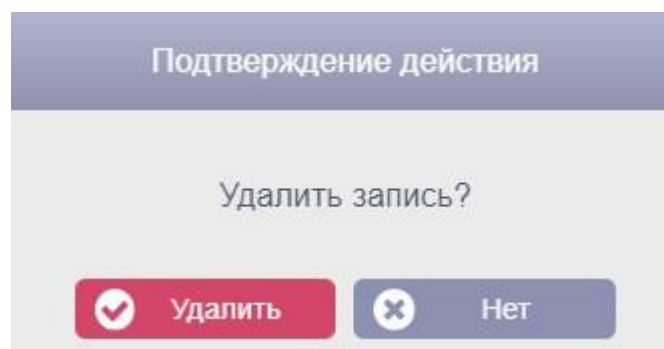 Подтверждение действия
Удалить запись?
Удалить Нет